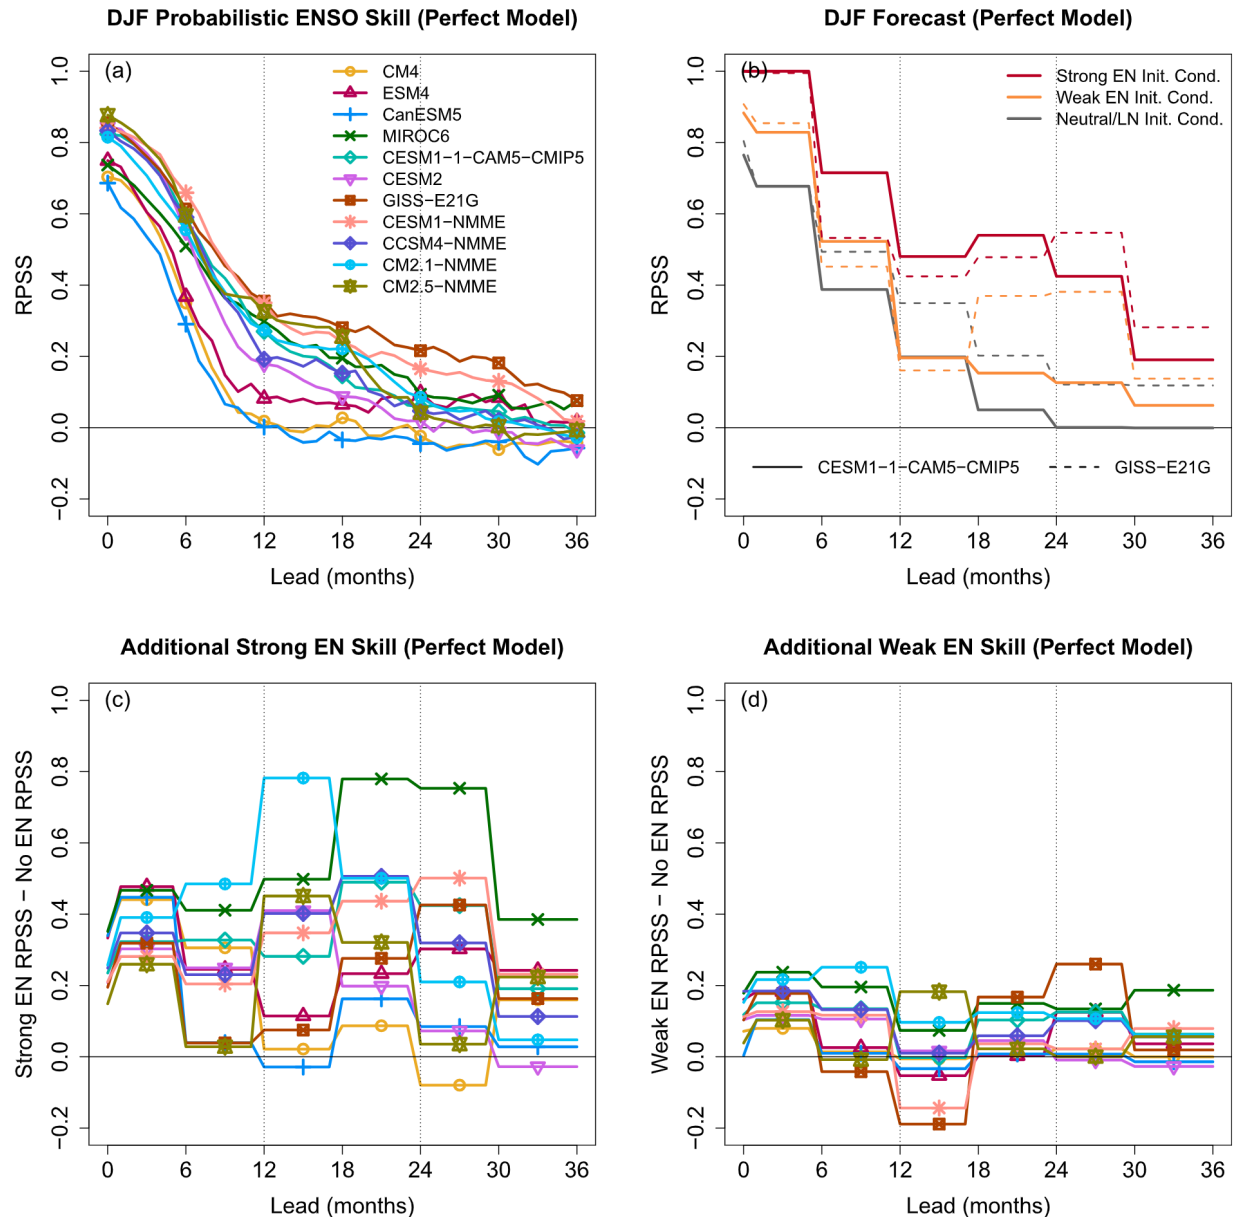 DJF Probabilistic ENSO Skill (Perfect Model)
(a)
CM4
ESM4
CanESM5
MIROC6
CESM1−1−CAM5−CMIP5
CESM2
GISS−E21G
CESM1−NMME
CCSM4−NMME
CM2.1−NMME
CM2.5−NMME
RPSS
1.0
0.8
0.6
0.4
0.2
0.0
−0.2
0 6 12 18 24 30 36
Lead (months)
DJF Forecast (Perfect Model)
(b)
Strong EN Init. Cond.
Weak EN Init. Cond.
Neutral/LN Init. Cond.
CESM1−1−CAM5−CMIP5 GISS−E21G
RPSS
1.0
0.8
0.6
0.4
0.2
0.0
−0.2
0 6 12 18 24 30 36
Lead (months)
Additional Strong EN Skill (Perfect Model)
(c)
Strong EN RPSS − No EN RPSS
1.0
0.8
0.6
0.4
0.2
0.0
−0.2
0 6 12 18 24 30 36
Lead (months)
Additional Weak EN Skill (Perfect Model)
(d)
Weak EN RPSS − No EN RPSS
1.0
0.8
0.6
0.4
0.2
0.0
−0.2
0 6 12 18 24 30 36
Lead (months)